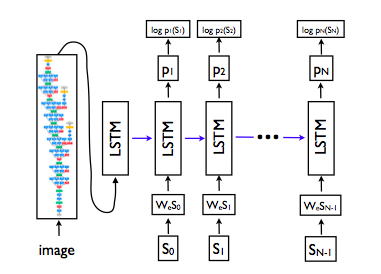 log p₁(S₁) log p₂(S₂) log pN(SN)
p₁ p₂ pN
LSTM LSTM LSTM LSTM
WₑS₀ WₑS₁ WₑSN-1
image S₀ S₁ SN-1